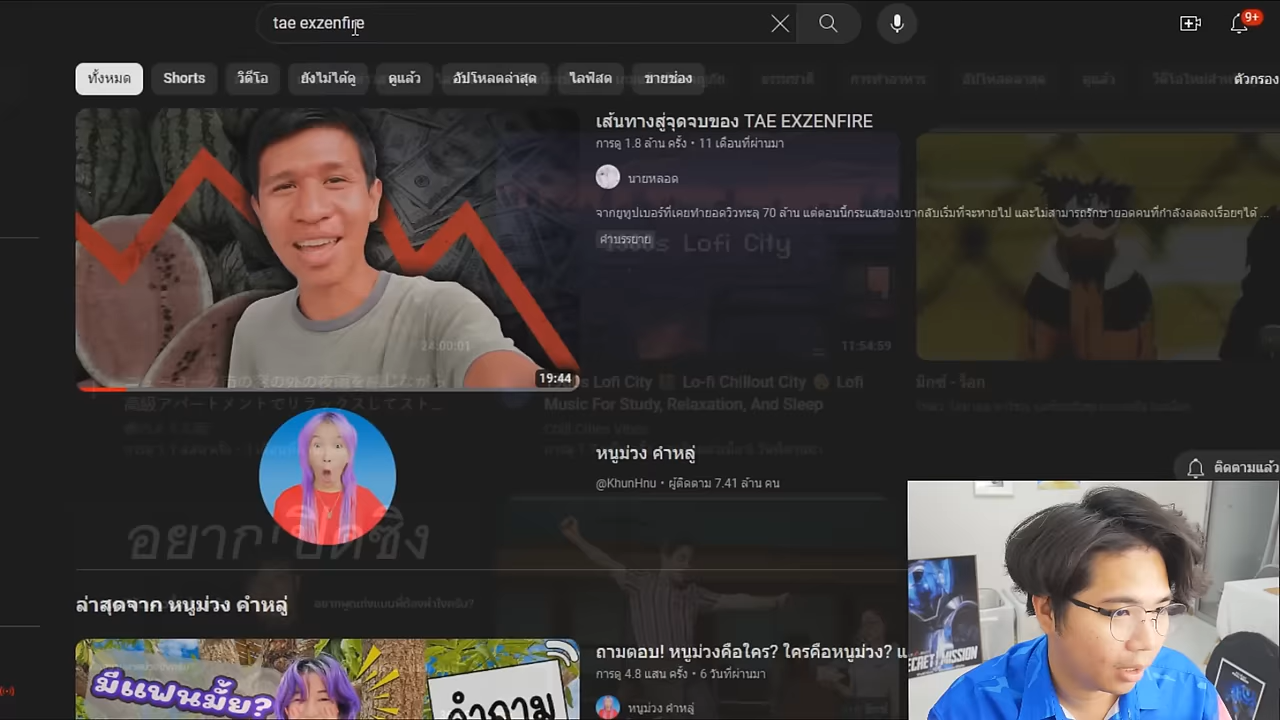 tae exzenfire
9+
ทั้งหมด
Shorts
วิดีโอ
ยังไม่ได้ดู
ดูแล้ว
อัปโหลดล่าสุด
ไลฟ์สด
ขายช่อง
ตัวกรอง
เส้นทางสู่จุดจบของ TAE EXZENFIRE
การดู 1.8 ล้าน ครั้ง • 11 เดือนที่ผ่านมา
นายหลอด
จากยูทูปเบอร์ที่เคยทำยอดวิวทะลุ 70 ล้าน แต่ตอนนี้กระแสของเขากลับเริ่มที่จะหายไป และไม่สามารถรักษายอดคนที่กำลังลดลงเรื่อยๆได้ ...
คำบรรยาย
Lofi City
24:00:01
11:54:59
19:44
Lofi City
Lo-fi Chillout City
Lofi
Music For Study, Relaxation, And Sleep
มิกซ์ - ร็อก
หนูม่วง คำหลู่
@KhunHnu • ผู้ติดตาม 7.41 ล้าน คน
ติดตามแล้ว
อยากเปิดซิง
ล่าสุดจาก หนูม่วง คำหลู่
ถามตอบ! หนูม่วงคือใคร? ใครคือหนูม่วง?
การดู 4.8 แสน ครั้ง • 6 วันที่ผ่านมา
หนูม่วง คำหลู่
มีแฟนมั้ย?
คำถาม